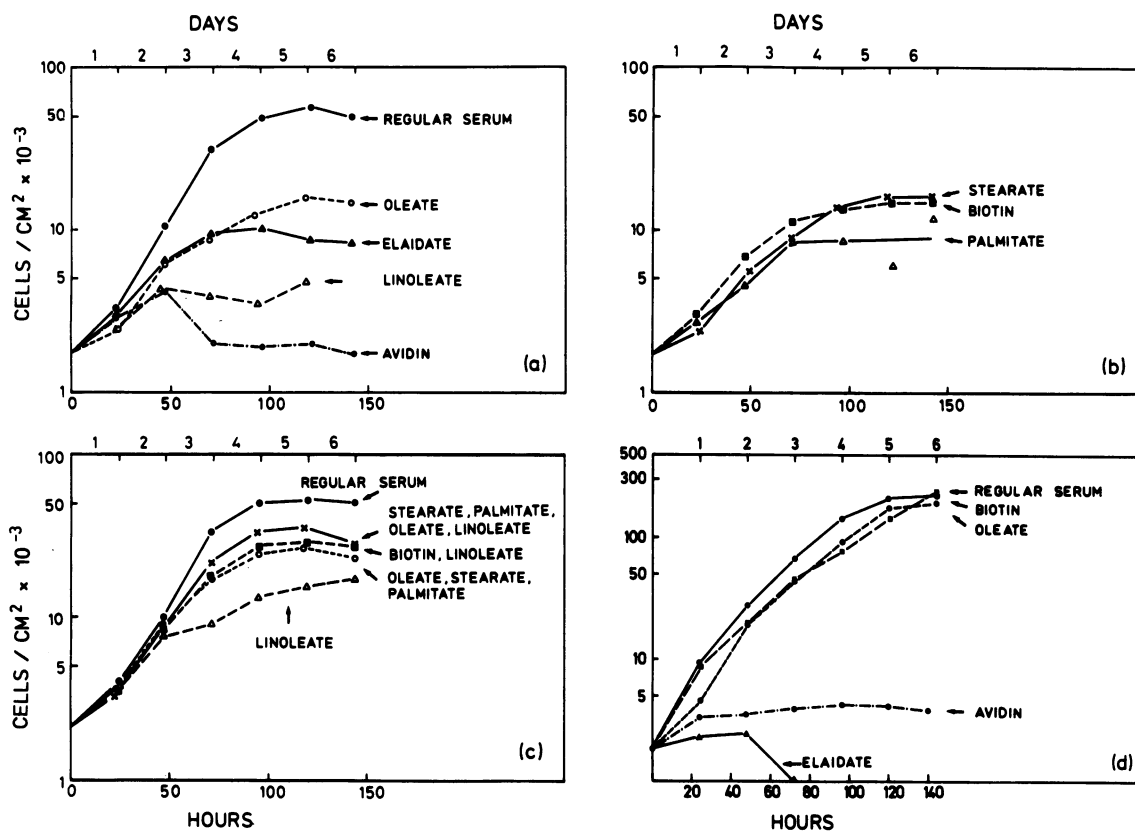 DAYS
1 2 3 4 5 6
100
50
10
5
1
CELLS / CM² × 10⁻³
REGULAR SERUM
OLEATE
ELAIDATE
LINOLEATE
AVIDIN
(a)
0 50 100 150
DAYS
1 2 3 4 5 6
100
50
10
5
1
STEARATE
BIOTIN
PALMITATE
(b)
0 50 100 150
1 2 3 4 5 6
100
50
10
5
1
CELLS / CM² × 10⁻³
REGULAR SERUM
STEARATE, PALMITATE,
OLEATE, LINOLEATE
BIOTIN, LINOLEATE
OLEATE, STEARATE,
PALMITATE
LINOLEATE
(c)
0 50 100 150
HOURS
1 2 3 4 5 6
500
300
100
50
10
5
REGULAR SERUM
BIOTIN
OLEATE
AVIDIN
ELAIDATE
(d)
20 40 60 80 100 120 140
HOURS